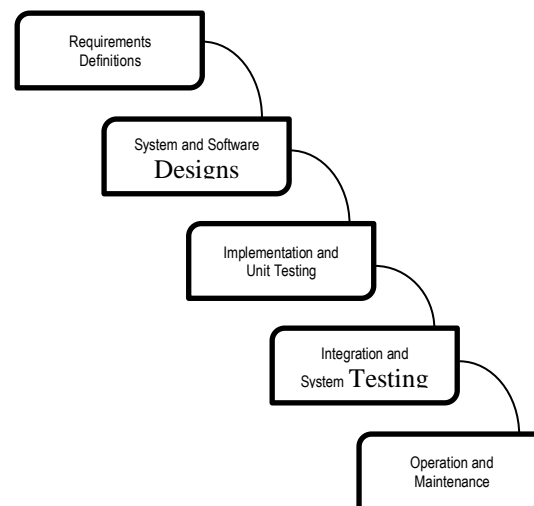 Requirements
Definitions
System and Software
Designs
Implementation and
Unit Testing
Integration and
System Testing
Operation and
Maintenance